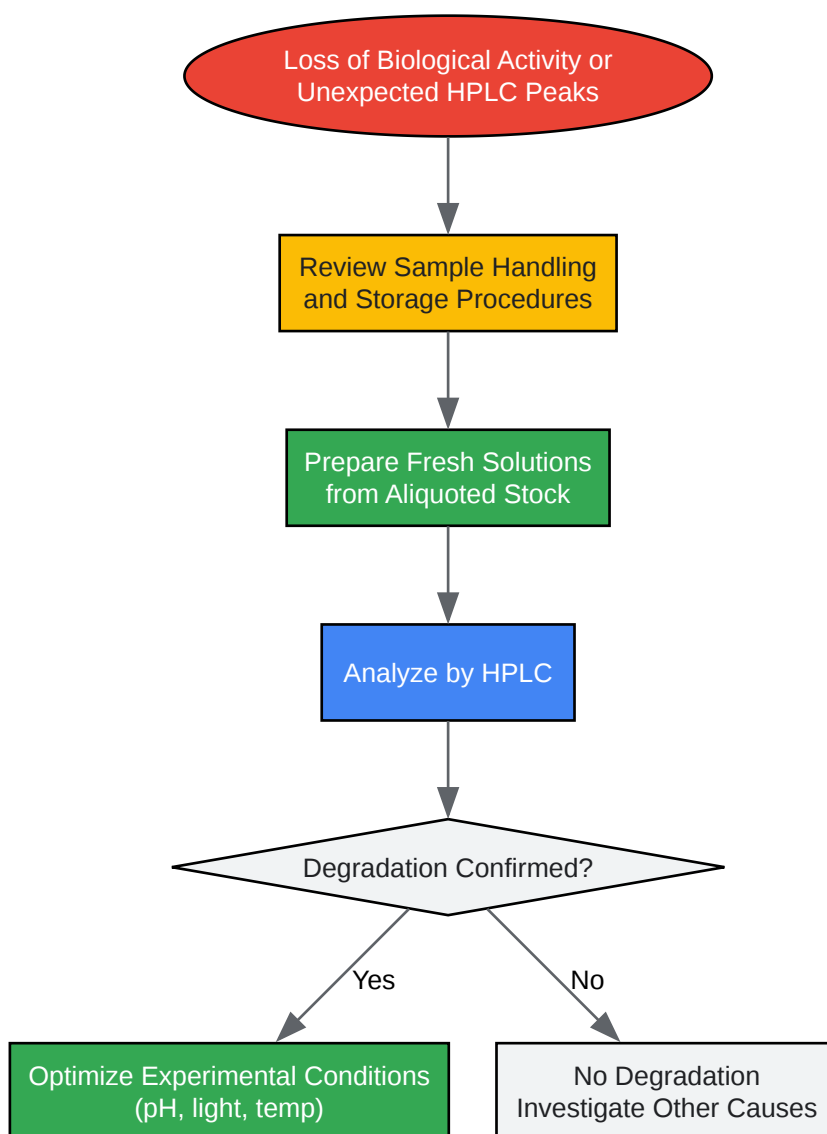 Loss of Biological Activity or
Unexpected HPLC Peaks
Review Sample Handling
and Storage Procedures
Prepare Fresh Solutions
from Aliquoted Stock
Analyze by HPLC
Degradation Confirmed?
Yes
No
Optimize Experimental Conditions
(pH, light, temp)
No Degradation
Investigate Other Causes